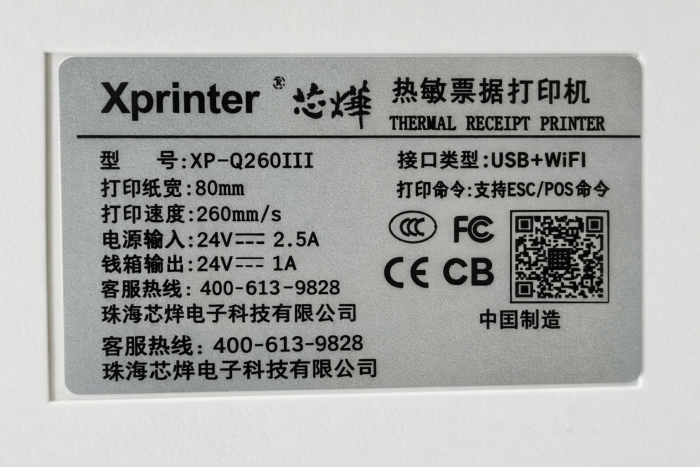 Xprinter® 芯烨 热敏票据打印机
THERMAL RECEIPT PRINTER
型 号:XP-Q260III 接口类型:USB+WiFI
打印纸宽:80mm 打印命令:支持ESC/POS命令
打印速度:260mm/s
电源输入:24V⎓ 2.5A
钱箱输出:24V⎓ 1A
CCC FC
CE CB
客服热线: 400-613-9828
珠海芯烨电子科技有限公司 中国制造
客服热线: 400-613-9828
珠海芯烨电子科技有限公司